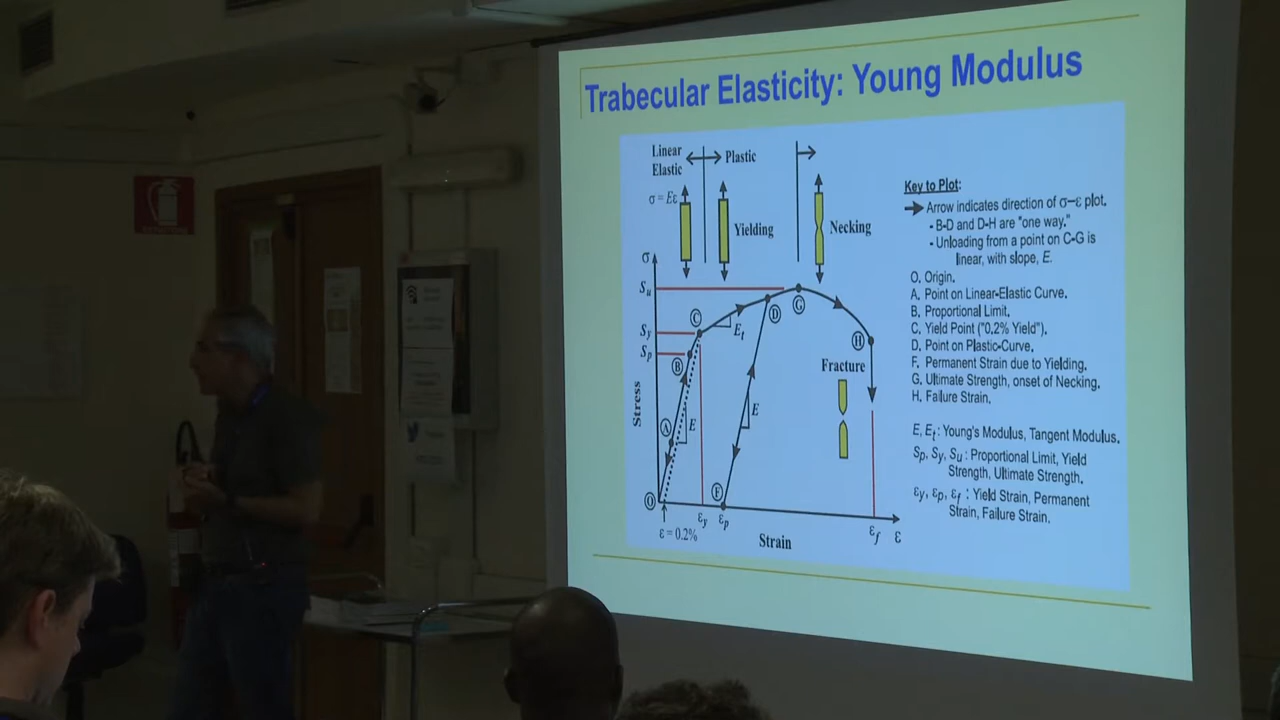 Trabecular Elasticity: Young Modulus
Linear
Elastic
Plastic
σ = Eε
Yielding
Necking
σ
Su
Sy
Sp
Stress
O
A
B
C
D
G
H
F
E
Et
E
Fracture
ε = 0.2%
εy
εp
εf
ε
Strain
Key to Plot:
Arrow indicates direction of σ–ε plot.
- B-D and D-H are "one way."
- Unloading from a point on C-G is
linear, with slope, E.
O. Origin.
A. Point on Linear-Elastic Curve.
B. Proportional Limit.
C. Yield Point ("0.2% Yield").
D. Point on Plastic-Curve.
F. Permanent Strain due to Yielding.
G. Ultimate Strength, onset of Necking.
H. Failure Strain.
E, Et : Young's Modulus, Tangent Modulus.
Sp, Sy, Su : Proportional Limit, Yield
Strength, Ultimate Strength.
εy, εp, εf : Yield Strain, Permanent
Strain, Failure Strain.